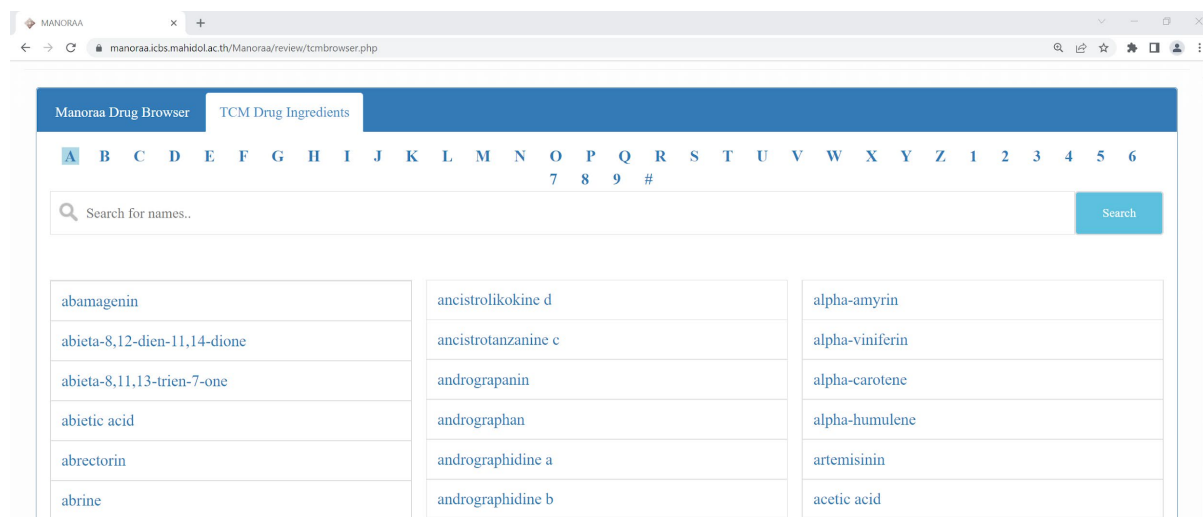 MANORAA
manoraa.icbs.mahidol.ac.th/Manoraa/review/tcmbrowser.php
Manoraa Drug Browser TCM Drug Ingredients
A B C D E F G H I J K L M N O P Q R S T U V W X Y Z 1 2 3 4 5 6
7 8 9 #
Search for names.. Search
abamagenin ancistrolikokine d alpha-amyrin
abieta-8,12-dien-11,14-dione ancistrotanzanine c alpha-viniferin
abieta-8,11,13-trien-7-one andrograpanin alpha-carotene
abietic acid andrographan alpha-humulene
abrectorin andrographidine a artemisinin
abrine andrographidine b acetic acid